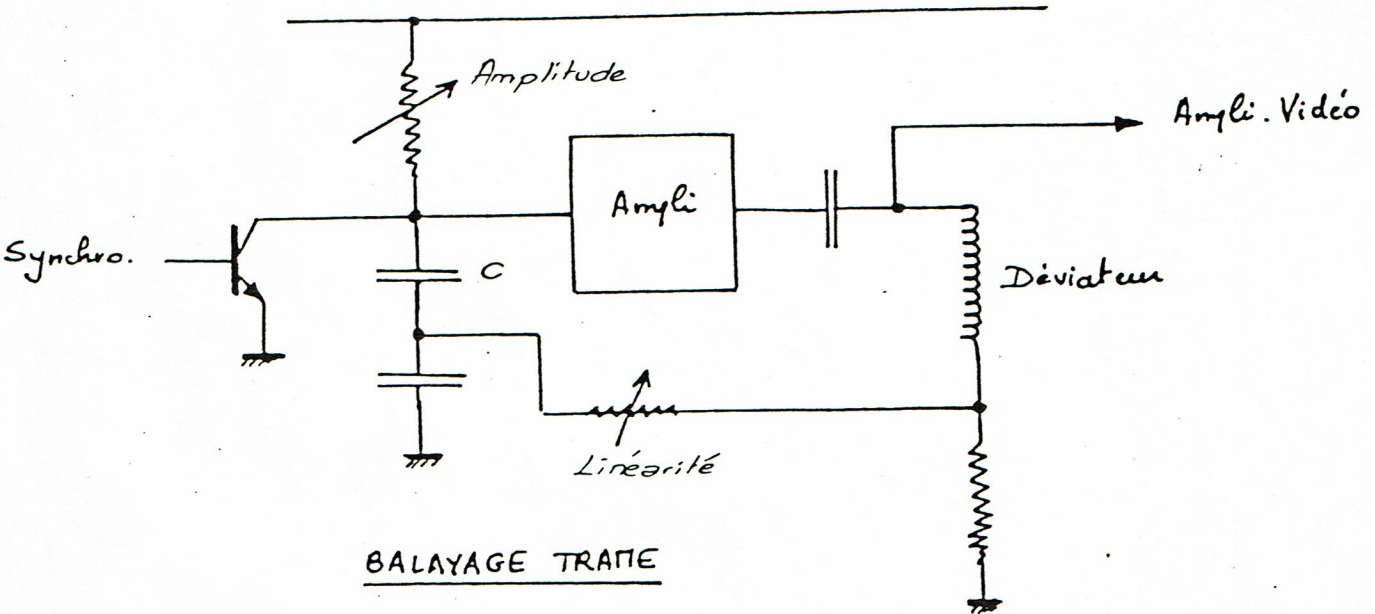 Amplitude
Ampli. Vidéo
Ampli
Synchro.
C
Déviateur
Linéarité
BALAYAGE TRAME